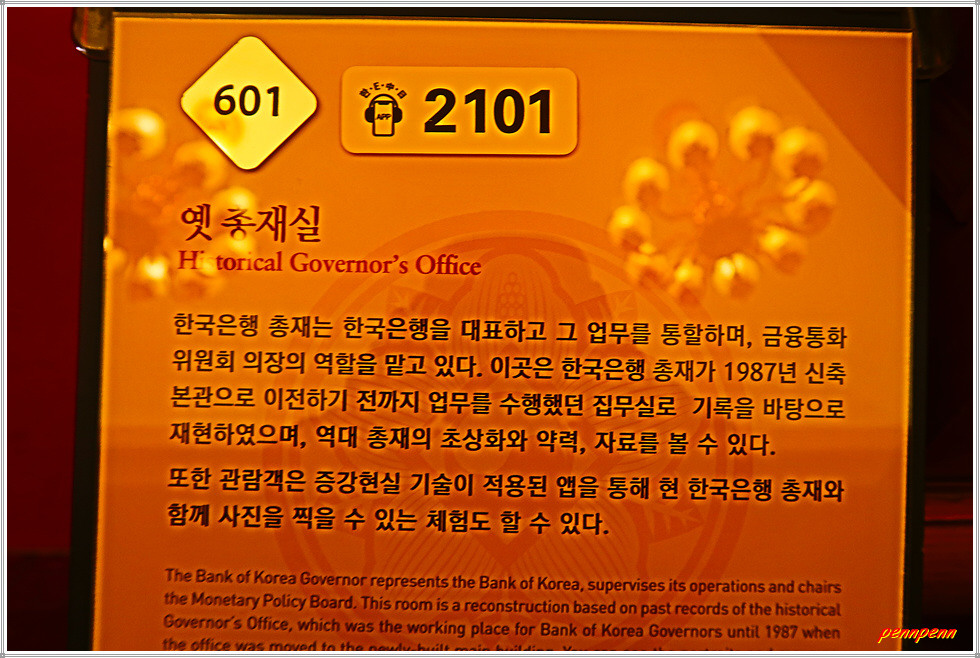 601
한·E·中·日
APP
2101
옛 총재실
Historical Governor's Office
한국은행 총재는 한국은행을 대표하고 그 업무를 통할하며, 금융통화
위원회 의장의 역할을 맡고 있다. 이곳은 한국은행 총재가 1987년 신축
본관으로 이전하기 전까지 업무를 수행했던 집무실로 기록을 바탕으로
재현하였으며, 역대 총재의 초상화와 약력, 자료를 볼 수 있다.
또한 관람객은 증강현실 기술이 적용된 앱을 통해 현 한국은행 총재와
함께 사진을 찍을 수 있는 체험도 할 수 있다.
The Bank of Korea Governor represents the Bank of Korea, supervises its operations and chairs
the Monetary Policy Board. This room is a reconstruction based on past records of the historical
Governor's Office, which was the working place for Bank of Korea Governors until 1987 when
the office was moved to the newly-built main building. You can see the
pennpenn